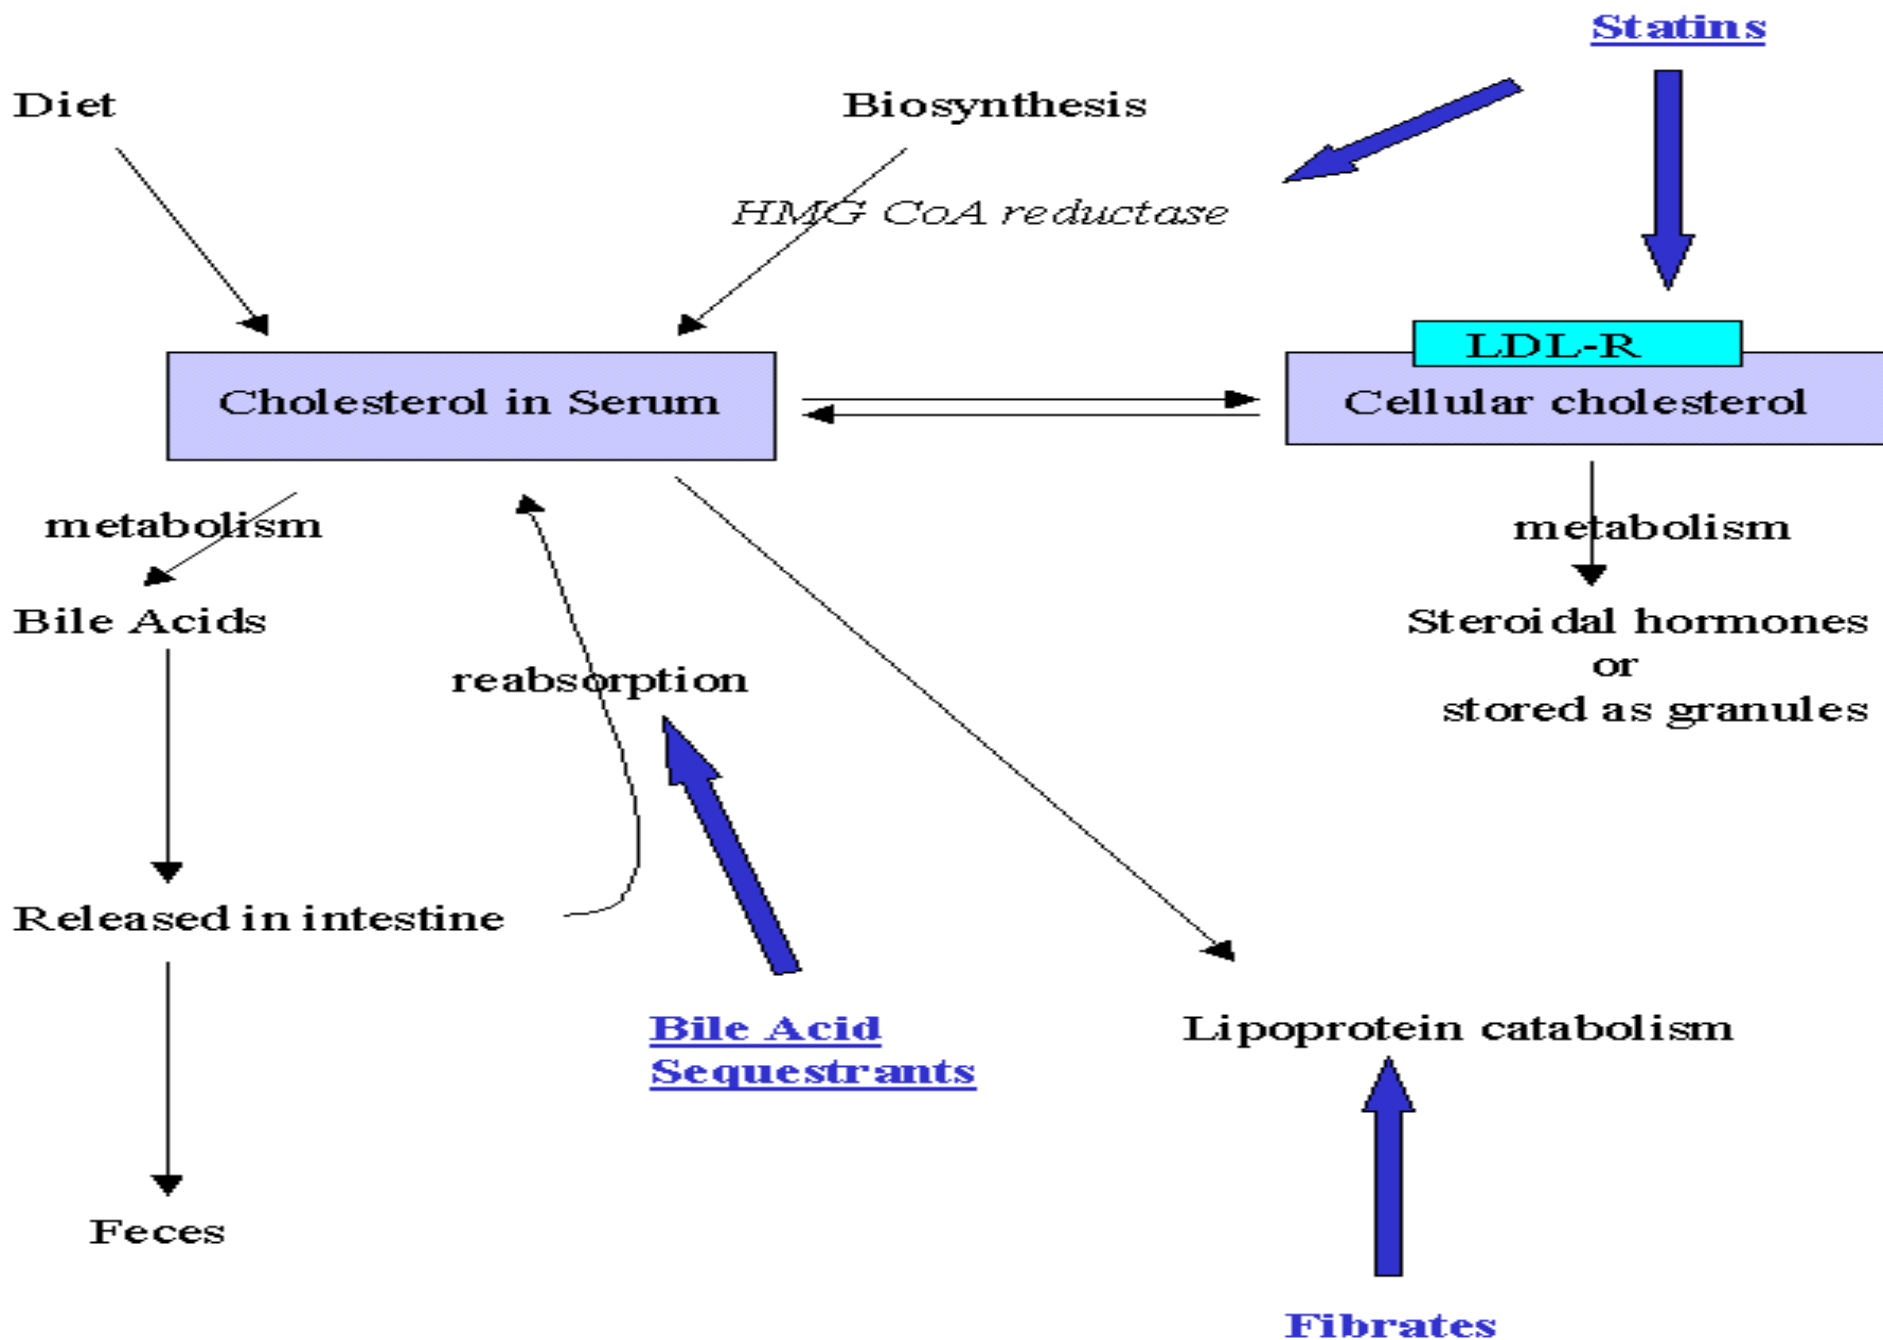 Statins
Diet
Biosynthesis
HMG CoA reductase
LDL-R
Cholesterol in Serum
Cellular cholesterol
metabolism
metabolism
Bile Acids
Steroidal hormones
or
stored as granules
reabsorption
Released in intestine
Bile Acid
Sequestrants
Lipoprotein catabolism
Feces
Fibrates